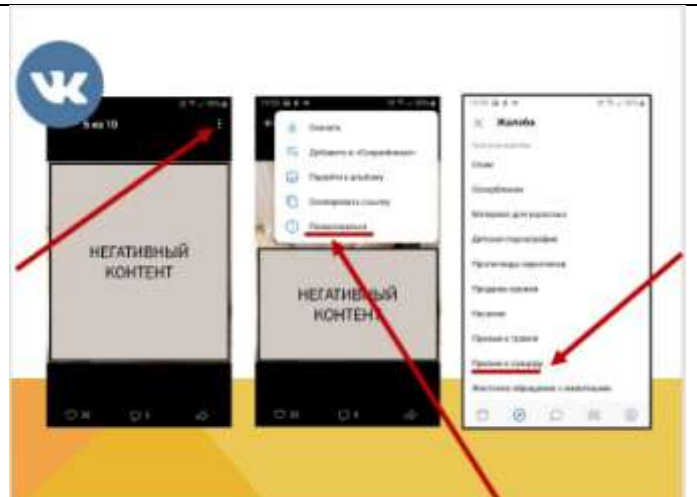 5 из 10
НЕГАТИВНЫЙ
КОНТЕНТ
Скачать
Добавить в «Сохранённые»
Перейти к альбому
Скопировать ссылку
Пожаловаться
НЕГАТИВНЫЙ
КОНТЕНТ
Жалоба
Спам
Оскорбление
Материал для взрослых
Детская порнография
Пропаганда наркотиков
Продажа оружия
Насилие
Призыв к травле
Призыв к суициду
Жестокое обращение с животными